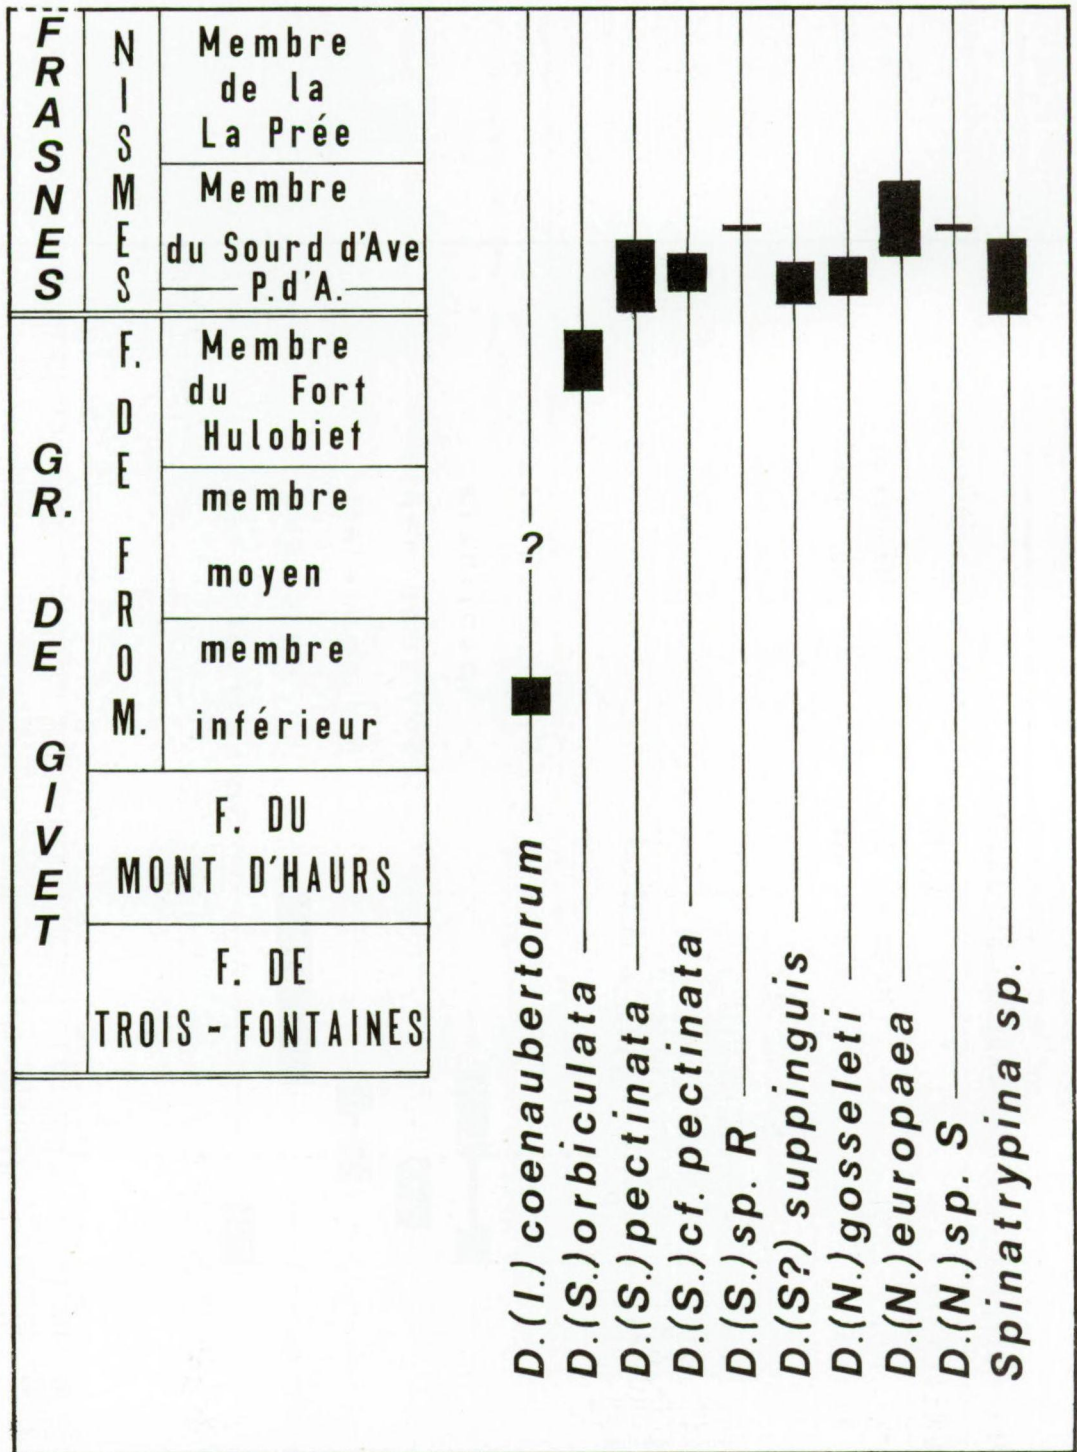 FRASNES
NISMES
Membre
de la
La Prée
Membre
du Sourd d'Ave
P. d'A.
GR. DE GIVET
F. DE FROM.
Membre
du Fort
Hulobiet
membre
moyen
membre
inférieur
F. DU
MONT D'HAURS
F. DE
TROIS - FONTAINES
?
D.(I.) coenaubertorum
D.(S.) orbiculata
D.(S.) pectinata
D.(S.) cf. pectinata
D.(S.) sp. R
D.(S?) suppinguis
D.(N.) gosseleti
D.(N.) europaea
D.(N.) sp. S
Spinatrypina sp.